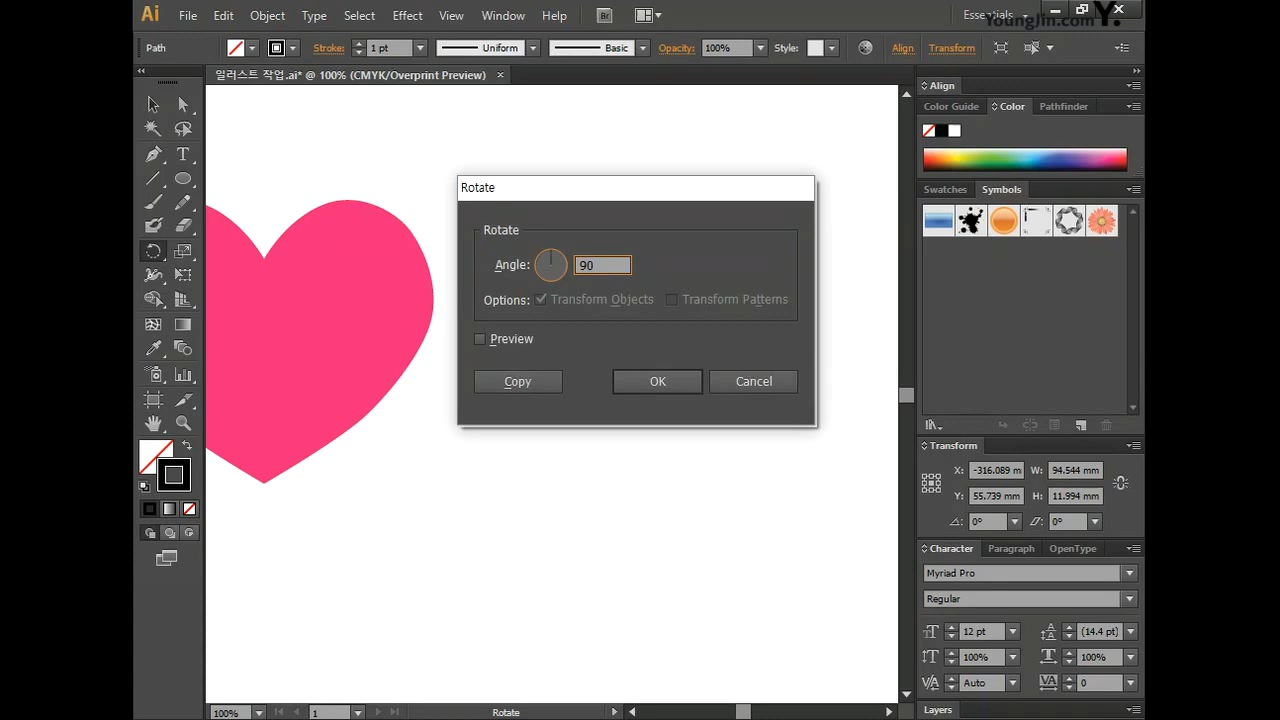 Ai File Edit Object Type Select Effect View Window Help Br Essentials
YoungJin.com Y.
Path Stroke: 1 pt Uniform Basic Opacity: 100% Style: Align Transform
일러스트 작업.ai* @ 100% (CMYK/Overprint Preview) ×
Align
Color Guide Color Pathfinder
Swatches Symbols
Rotate
Rotate
Angle: 90
Options: Transform Objects Transform Patterns
Preview
Copy OK Cancel
Transform
X: -316.089 m W: 94.544 mm
Y: 55.739 mm H: 11.994 mm
0° 0°
Character Paragraph OpenType
Myriad Pro
Regular
12 pt (14.4 pt)
100% 100%
Auto 0
Layers
100% 1 Rotate